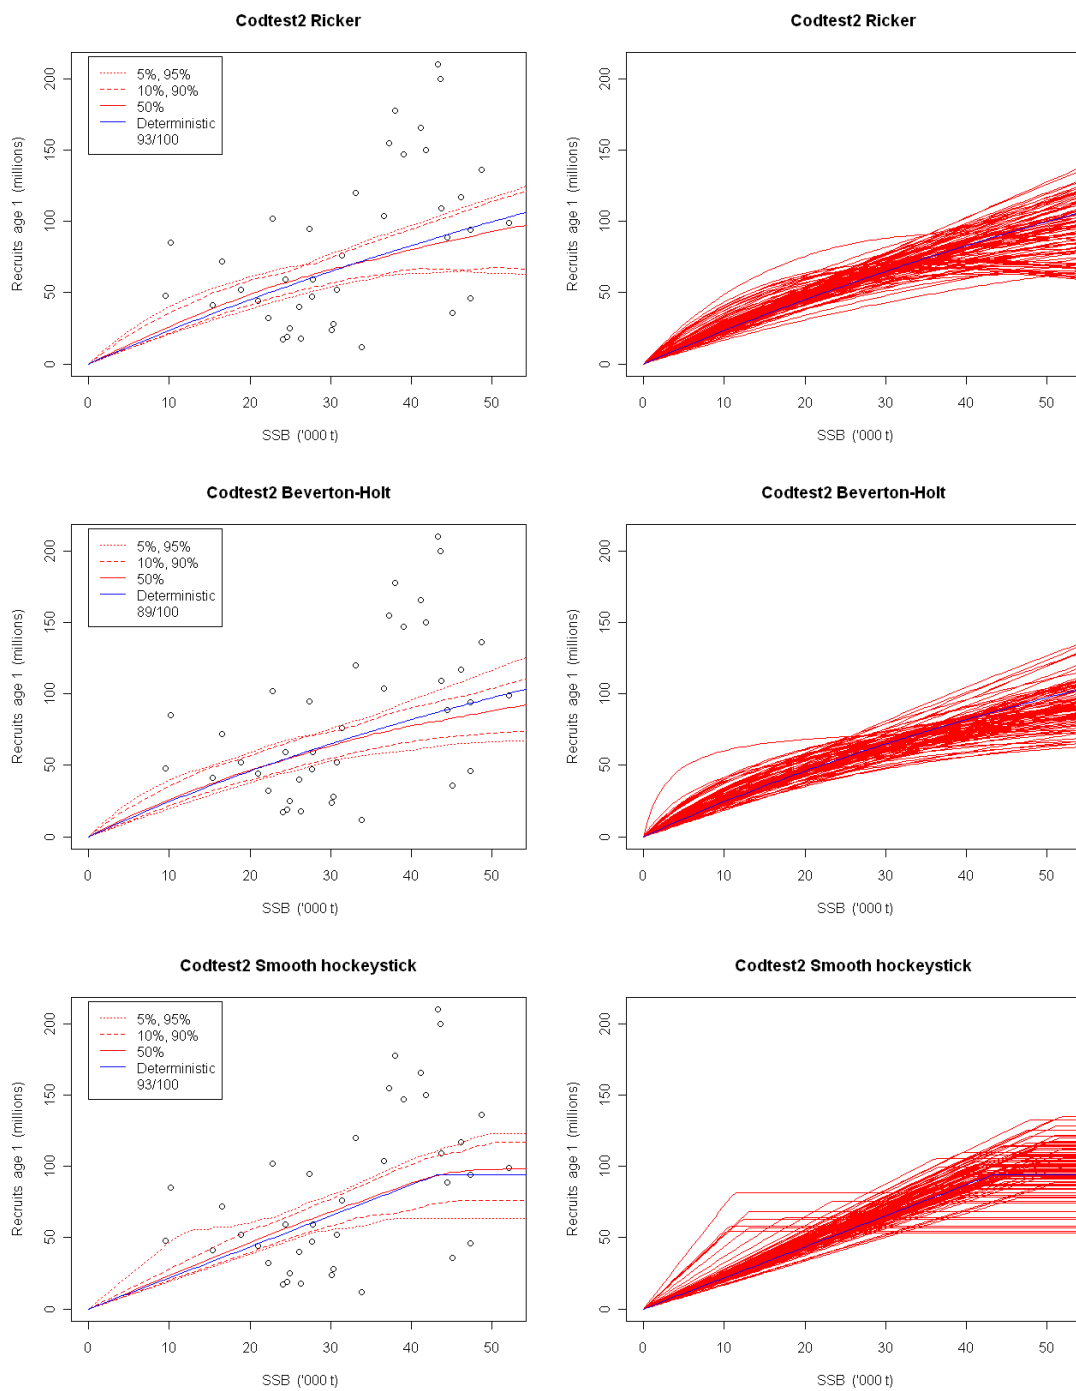 Codtest2 Ricker
5%, 95%
10%, 90%
50%
Deterministic
93/100
Recruits age 1 (millions)
0 50 100 150 200
0 10 20 30 40 50
SSB ('000 t)
Codtest2 Ricker
Recruits age 1 (millions)
0 50 100 150 200
0 10 20 30 40 50
SSB ('000 t)
Codtest2 Beverton-Holt
5%, 95%
10%, 90%
50%
Deterministic
89/100
Recruits age 1 (millions)
0 50 100 150 200
0 10 20 30 40 50
SSB ('000 t)
Codtest2 Beverton-Holt
Recruits age 1 (millions)
0 50 100 150 200
0 10 20 30 40 50
SSB ('000 t)
Codtest2 Smooth hockeystick
5%, 95%
10%, 90%
50%
Deterministic
93/100
Recruits age 1 (millions)
0 50 100 150 200
0 10 20 30 40 50
SSB ('000 t)
Codtest2 Smooth hockeystick
Recruits age 1 (millions)
0 50 100 150 200
0 10 20 30 40 50
SSB ('000 t)